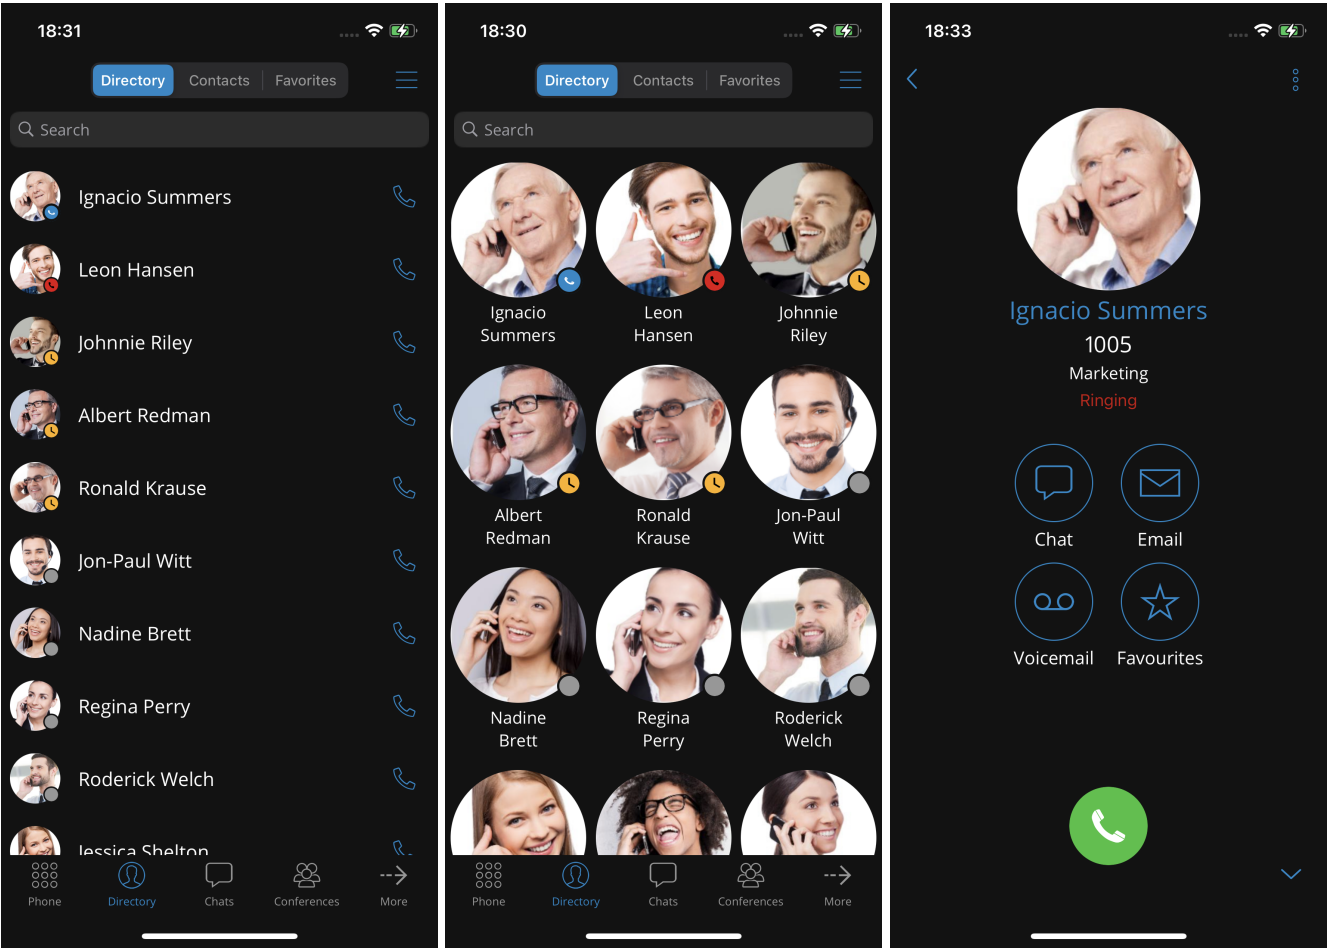 18:31
Directory
Contacts
Favorites
Search
Ignacio Summers
Leon Hansen
Johnnie Riley
Albert Redman
Ronald Krause
Jon-Paul Witt
Nadine Brett
Regina Perry
Roderick Welch
Jessica Shelton
Phone
Directory
Chats
Conferences
More
18:30
Directory
Contacts
Favorites
Search
Ignacio
Summers
Leon
Hansen
Johnnie
Riley
Albert
Redman
Ronald
Krause
Jon-Paul
Witt
Nadine
Brett
Regina
Perry
Roderick
Welch
Phone
Directory
Chats
Conferences
More
18:33
Ignacio Summers
1005
Marketing
Ringing
Chat
Email
Voicemail
Favourites